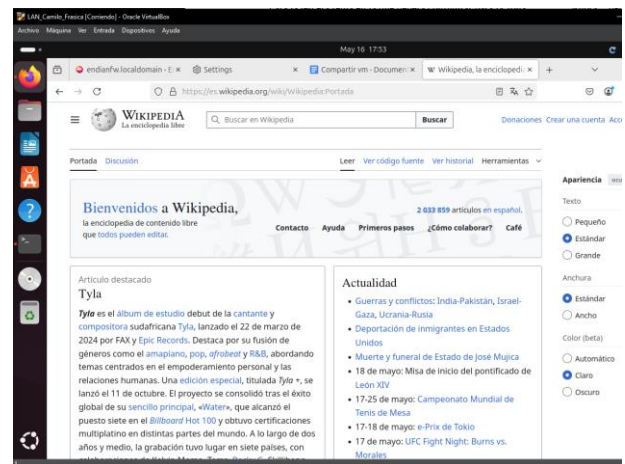 LAN_Camilo_Frasica [Corriendo] - Oracle VirtualBox
Archivo Máquina Ver Entrada Dispositivos Ayuda
May 16 17:53
endianfw.localdomain - E
Settings
Compartir vm - Documen
Wikipedia, la enciclopedi
https://es.wikipedia.org/wiki/Wikipedia:Portada
WIKIPEDIA
La enciclopedia libre
Buscar en Wikipedia
Buscar
Donaciones Crear una cuenta Acce
Portada Discusión
Leer Ver código fuente Ver historial Herramientas
Bienvenidos a Wikipedia,
la enciclopedia de contenido libre
que todos pueden editar.
2 033 859 artículos en español.
Contacto Ayuda Primeros pasos ¿Cómo colaborar? Café
Artículo destacado
Tyla
Tyla es el álbum de estudio debut de la cantante y
compositora sudafricana Tyla, lanzado el 22 de marzo de
2024 por FAX y Epic Records. Destaca por su fusión de
géneros como el amapiano, pop, afrobeat y R&B, abordando
temas centrados en el empoderamiento personal y las
relaciones humanas. Una edición especial, titulada Tyla +, se
lanzó el 11 de octubre. El proyecto se consolidó tras el éxito
global de su sencillo principal, «Water», que alcanzó el
puesto siete en el Billboard Hot 100 y obtuvo certificaciones
multiplatino en distintas partes del mundo. A lo largo de dos
años y medio, la grabación tuvo lugar en siete países, con
Actualidad
• Guerras y conflictos: India-Pakistán, Israel-
Gaza, Ucrania-Rusia
• Deportación de inmigrantes en Estados
Unidos
• Muerte y funeral de Estado de José Mujica
• 18 de mayo: Misa de inicio del pontificado de
León XIV
• 17-25 de mayo: Campeonato Mundial de
Tenis de Mesa
• 17-18 de mayo: e-Prix de Tokio
• 17 de mayo: UFC Fight Night: Burns vs.
Morales
Apariencia
Texto
Pequeño
Estándar
Grande
Anchura
Estándar
Ancho
Color (beta)
Automático
Claro
Oscuro